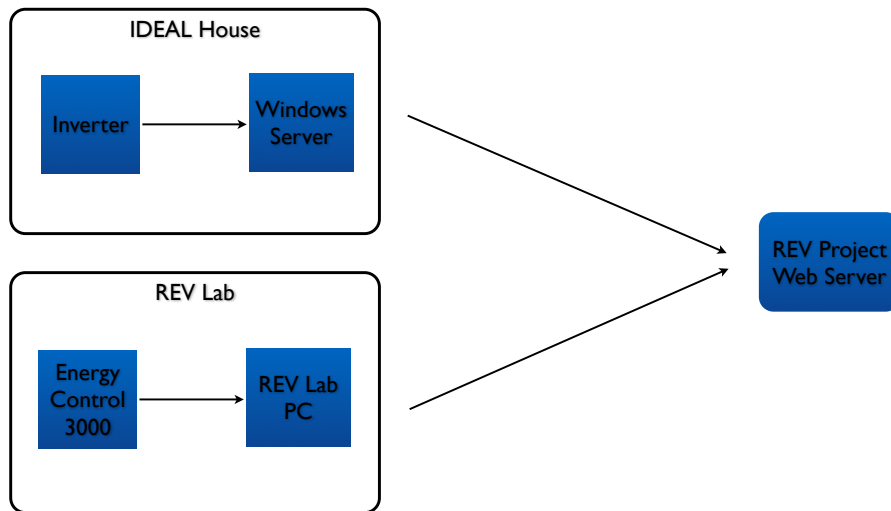 IDEAL House
Inverter
Windows
Server
REV Project
Web Server
REV Lab
Energy
Control
3000
REV Lab
PC